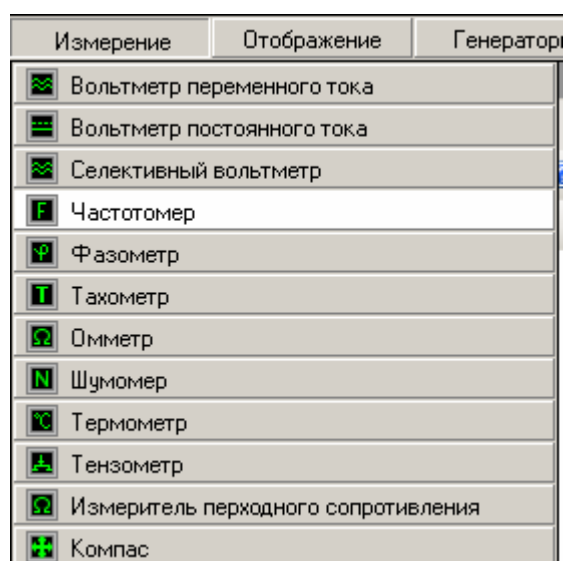 Измерение Отображение Генератор
Вольтметр переменного тока
Вольтметр постоянного тока
Селективный вольтметр
F Частотомер
φ Фазометр
T Тахометр
Ω Омметр
N Шумомер
°C Термометр
Тензометр
Ω Измеритель перходного сопротивления
Компас